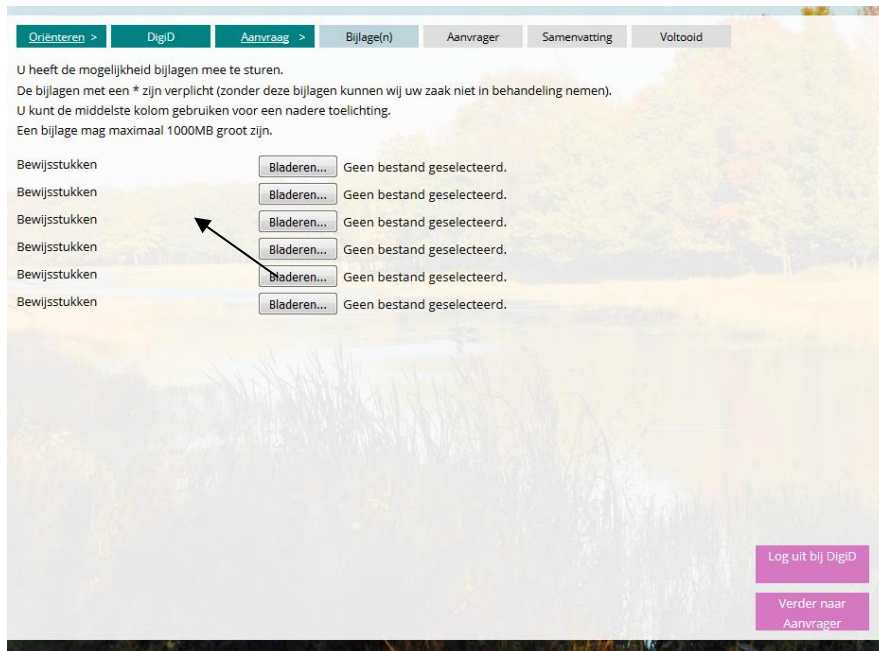 Oriënteren > DigiD Aanvraag > Bijlage(n) Aanvrager Samenvatting Voltooid
U heeft de mogelijkheid bijlagen mee te sturen.
De bijlagen met een * zijn verplicht (zonder deze bijlagen kunnen wij uw zaak niet in behandeling nemen).
U kunt de middelste kolom gebruiken voor een nadere toelichting.
Een bijlage mag maximaal 1000MB groot zijn.
Bewijsstukken Bladeren... Geen bestand geselecteerd.
Bewijsstukken Bladeren... Geen bestand geselecteerd.
Bewijsstukken Bladeren... Geen bestand geselecteerd.
Bewijsstukken Bladeren... Geen bestand geselecteerd.
Bewijsstukken Bladeren... Geen bestand geselecteerd.
Bewijsstukken Bladeren... Geen bestand geselecteerd.
Log uit bij DigiD
Verder naar
Aanvrager